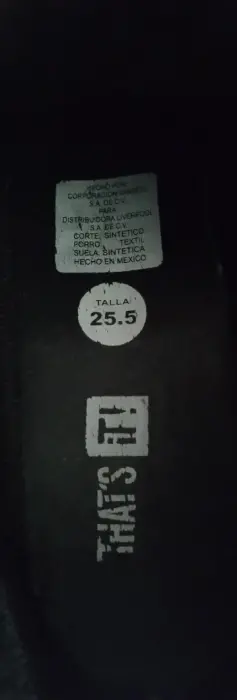 HECHO POR
CORPORACION
S.A. DE C.V.
PARA
DISTRIBUIDORA LIVERPOOL
S.A. DE C.V.
CORTE, SINTETICO
FORRO, TEXTIL
SUELA, SINTETICA
HECHO EN MEXICO
TALLA
25.5
THAT'S IT!